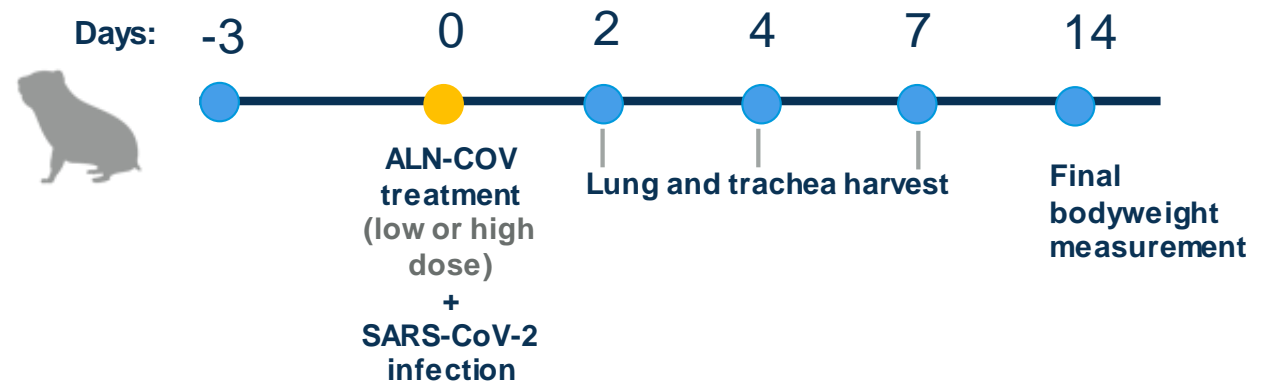 Days: -3 0 2 4 7 14
ALN-COV
treatment
(low or high
dose)
+
SARS-CoV-2
infection
Lung and trachea harvest
Final
bodyweight
measurement